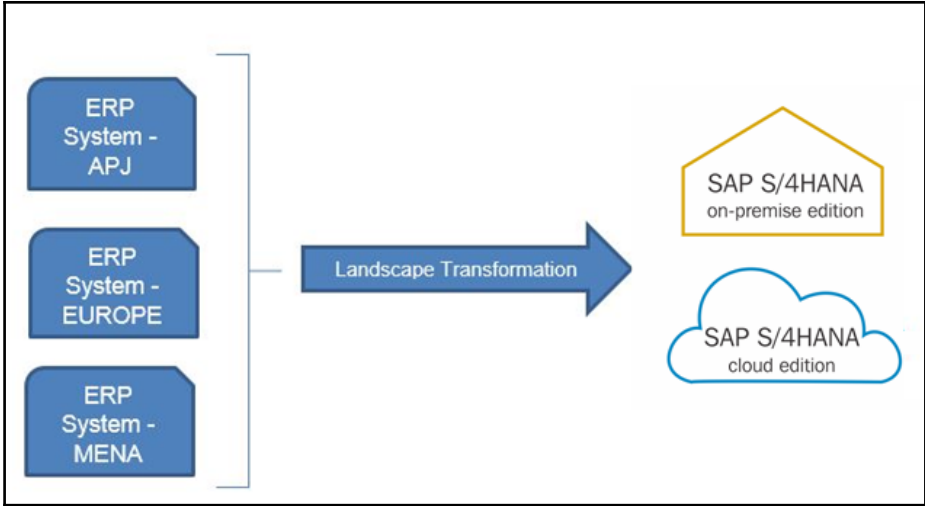 ERP
System -
APJ
ERP
System -
EUROPE
ERP
System -
MENA
Landscape Transformation
SAP S/4HANA
on-premise edition
SAP S/4HANA
cloud edition